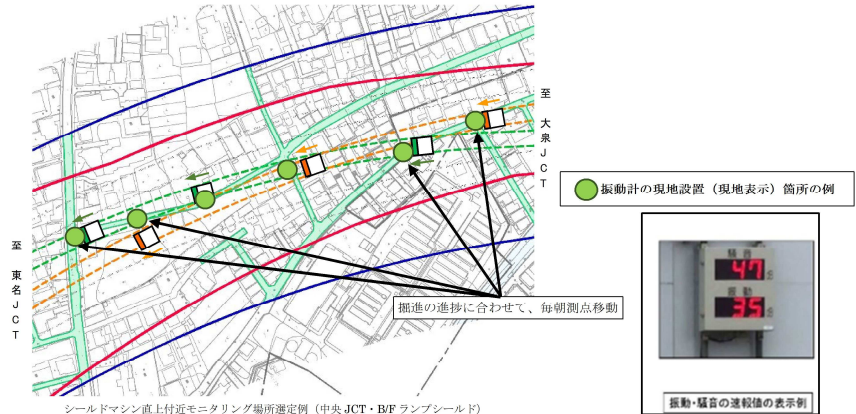 至 大泉JCT
振動計の現地設置（現地表示）箇所の例
至 東名JCT
掘進の進捗に合わせて、毎朝測点移動
騒音
47
振動
35
振動・騒音の速報値の表示例
シールドマシン直上付近モニタリング場所選定例（中央 JCT・B/F ランプシールド）